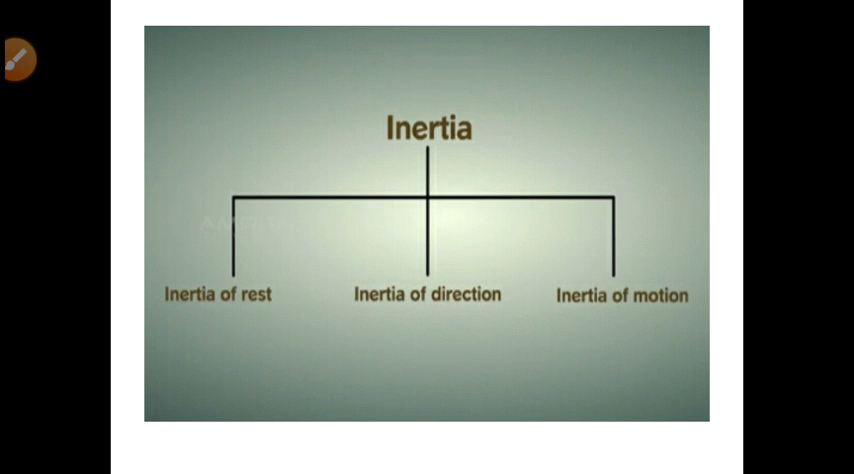 Inertia
Inertia of rest
Inertia of direction
Inertia of motion